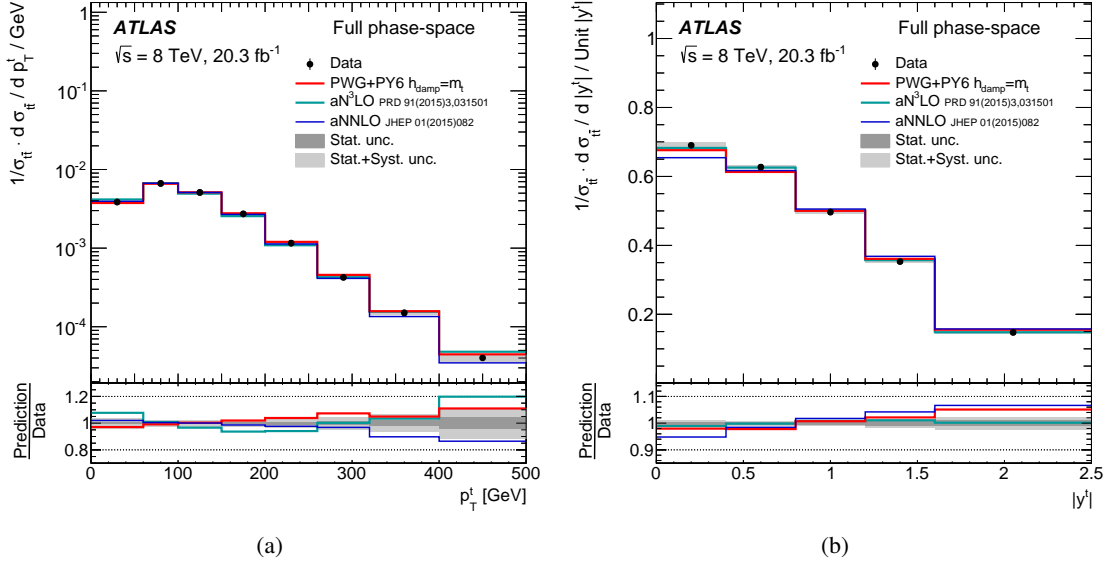 ATLAS Full phase-space
√s = 8 TeV, 20.3 fb⁻¹
Data
PWG+PY6 h_damp=m_t
aN³LO PRD 91(2015)3,031501
aNNLO JHEP 01(2015)082
Stat. unc.
Stat.+Syst. unc.
1/σ_tt̄ · d σ_tt̄ / d p_T^t / GeV
1
10⁻¹
10⁻²
10⁻³
10⁻⁴
Prediction
Data
1.2
1
0.8
0 100 200 300 400 500
p_T^t [GeV]
(a)
ATLAS Full phase-space
√s = 8 TeV, 20.3 fb⁻¹
Data
PWG+PY6 h_damp=m_t
aN³LO PRD 91(2015)3,031501
aNNLO JHEP 01(2015)082
Stat. unc.
Stat.+Syst. unc.
1/σ_tt̄ · d σ_tt̄ / d |y^t| / Unit |y^t|
1
0.8
0.6
0.4
0.2
Prediction
Data
1.1
1
0.9
0 0.5 1 1.5 2 2.5
|y^t|
(b)